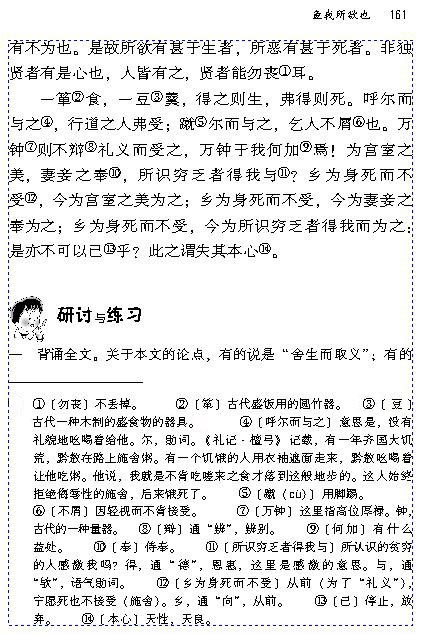 鱼我所欲也 161
有不为也。是故所欲有甚于生者，所恶有甚于死者。非独
贤者有是心也，人皆有之，贤者能勿丧①耳。
一箪②食，一豆③羹，得之则生，弗得则死。呼尔而
与之④，行道之人弗受；蹴⑤尔而与之，乞人不屑⑥也。万
钟⑦则不辩⑧礼义而受之，万钟于我何加⑨焉！为宫室之
美，妻妾之奉⑩，所识穷乏者得我与⑪？乡为身死而不
受⑫，今为宫室之美为之；乡为身死而不受，今为妻妾之
奉为之；乡为身死而不受，今为所识穷乏者得我而为之：
是亦不可以已⑬乎？此之谓失其本心⑭。
研讨与练习
一 背诵全文。关于本文的论点，有的说是“舍生而取义”；有的
①〔勿丧〕不丢掉。 ②〔箪〕古代盛饭用的圆竹器。 ③〔豆〕
古代一种木制的盛食物的器具。 ④〔呼尔而与之〕意思是，没有
礼貌地吆喝着给他。尔，助词。《礼记·檀弓》记载，有一年齐国大饥
荒，黔敖在路上施舍粥。有一个饥饿的人用衣袖遮面走来，黔敖吆喝着
让他吃粥。他说，我就是不肯吃嗟来之食才落到这般地步的。这人始终
拒绝侮辱性的施舍，后来饿死了。 ⑤〔蹴（cù）〕用脚踢。
⑥〔不屑〕因轻视而不肯接受。 ⑦〔万钟〕这里指高位厚禄。钟，
古代的一种量器。 ⑧〔辩〕通“辨”，辨别。 ⑨〔何加〕有什么
益处。 ⑩〔奉〕侍奉。 ⑪〔所识穷乏者得我与〕所认识的贫穷
的人感激我吗？得，通“德”，恩惠，这里是感激的意思。与，通
“欤”，语气助词。 ⑫〔乡为身死而不受〕从前（为了“礼义”），
宁愿死也不接受（施舍）。乡，通“向”，从前。 ⑬〔已〕停止，放
弃。 ⑭〔本心〕天性，天良。